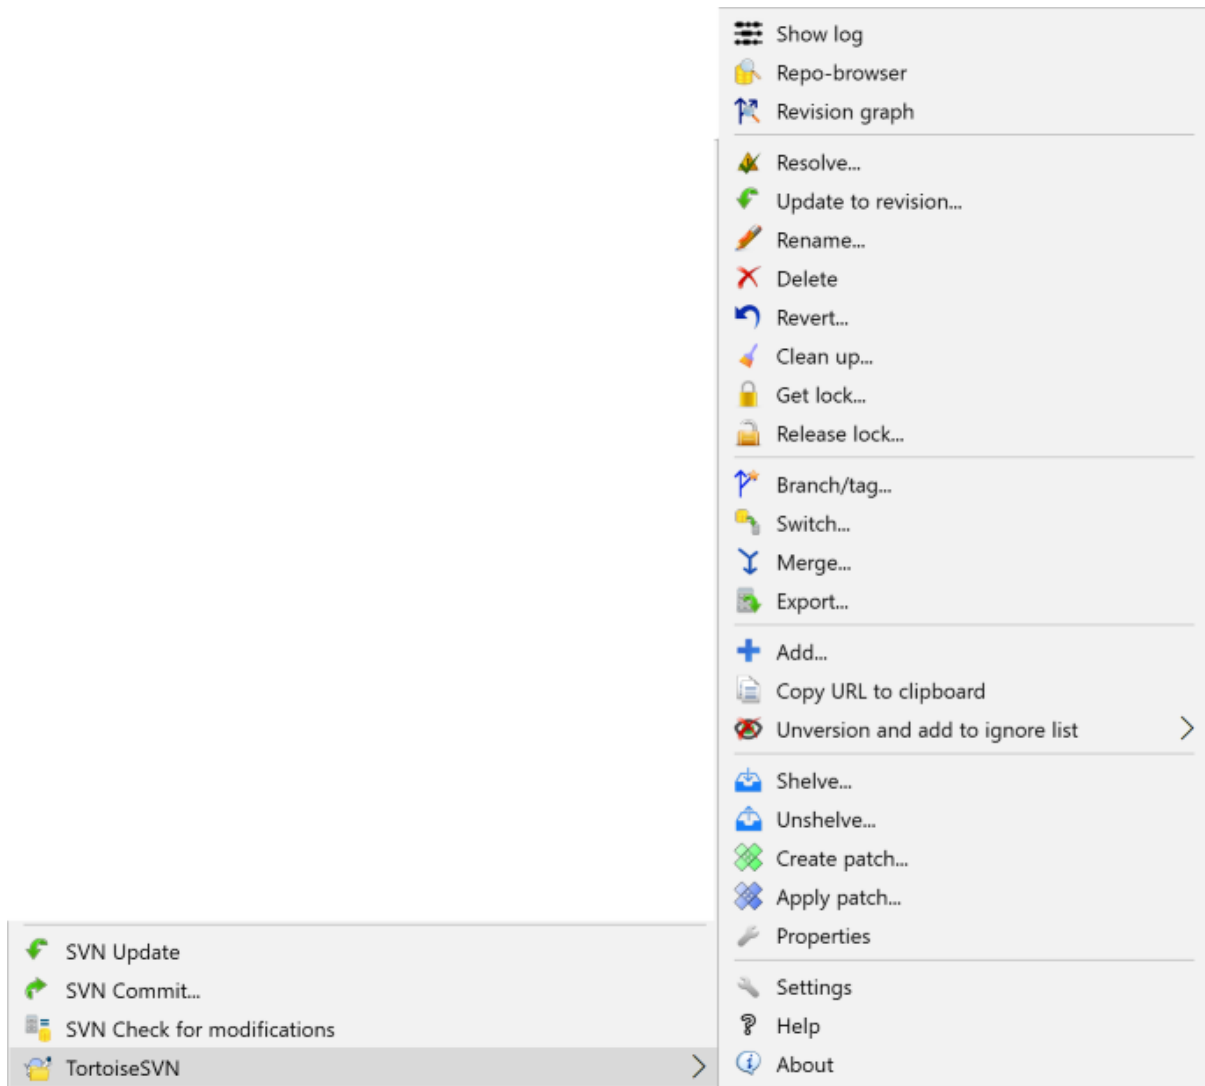 Show log
Repo-browser
Revision graph
Resolve...
Update to revision...
Rename...
Delete
Revert...
Clean up...
Get lock...
Release lock...
Branch/tag...
Switch...
Merge...
Export...
Add...
Copy URL to clipboard
Unversion and add to ignore list
Shelve...
Unshelve...
Create patch...
Apply patch...
Properties
Settings
Help
About
SVN Update
SVN Commit...
SVN Check for modifications
TortoiseSVN